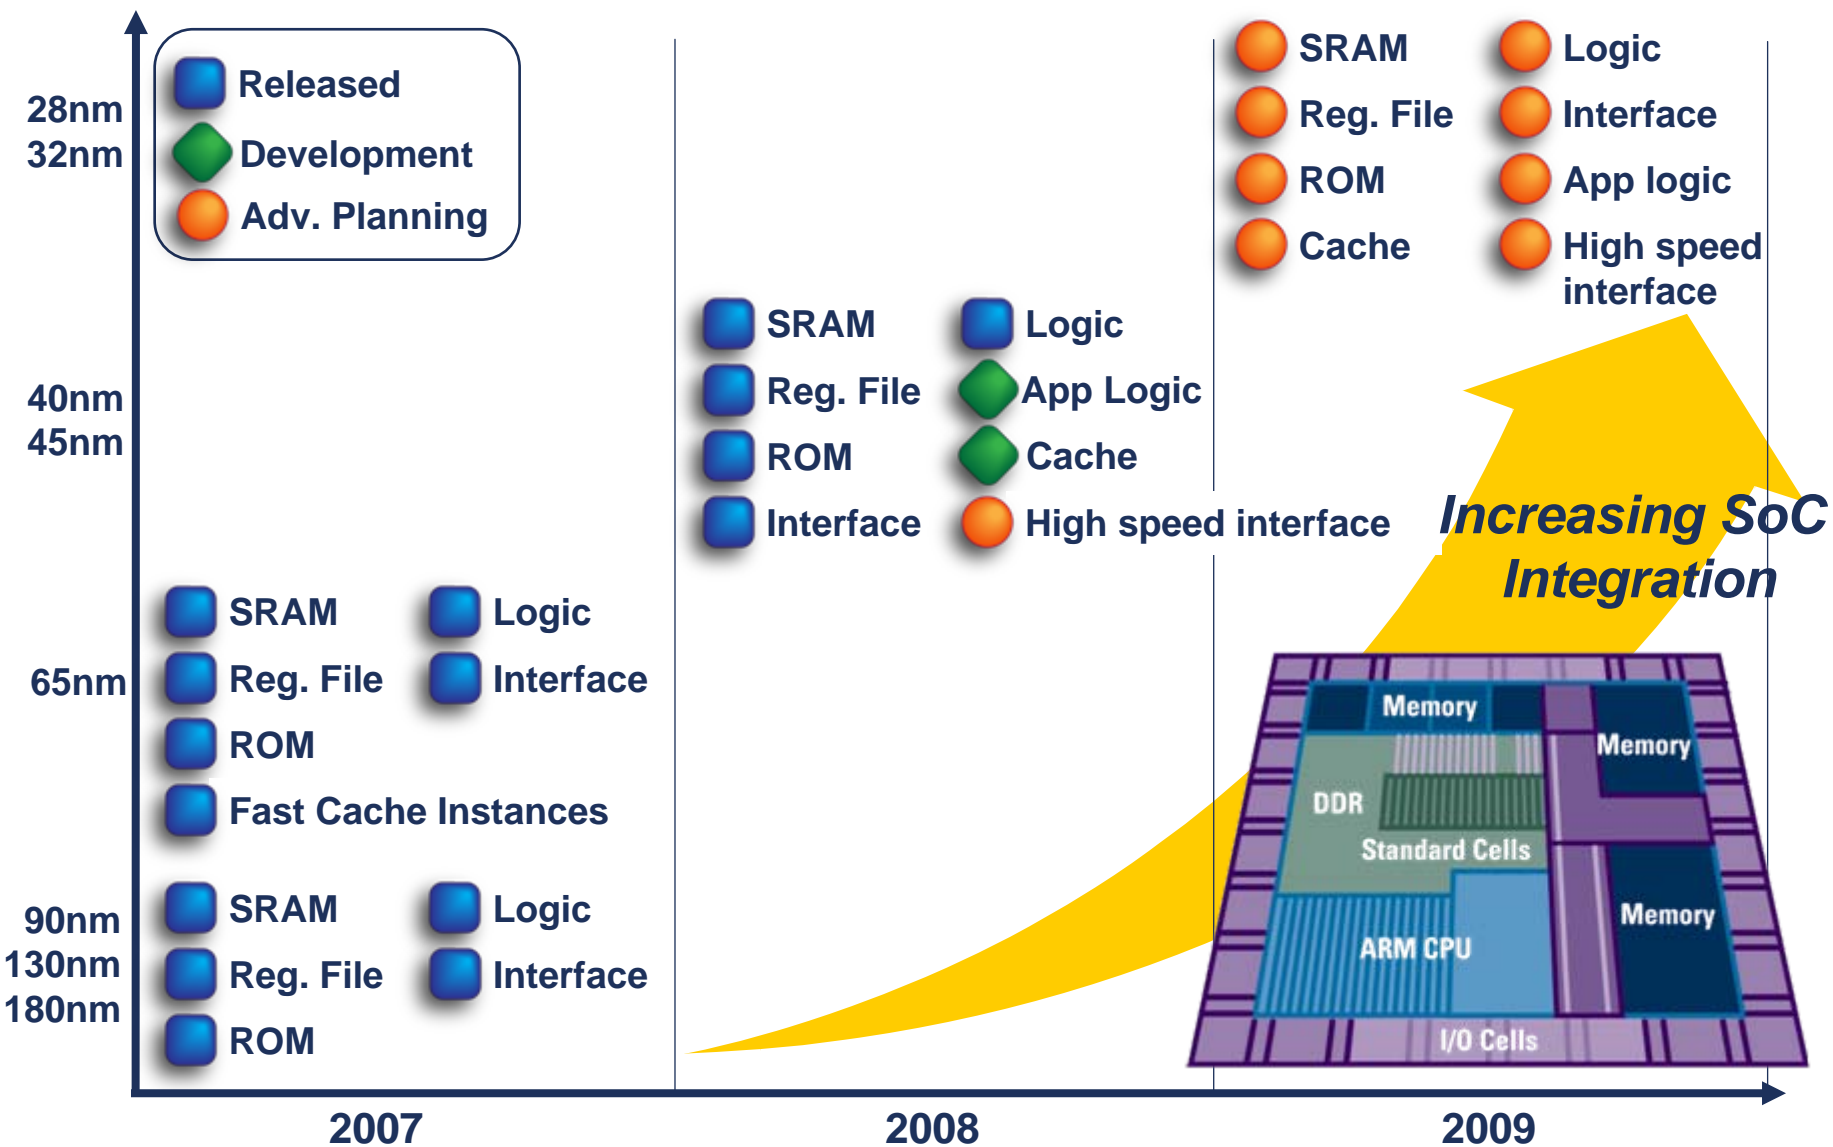 Released
Development
Adv. Planning
28nm
32nm
40nm
45nm
65nm
90nm
130nm
180nm
SRAM
Reg. File
ROM
Cache
Logic
Interface
App logic
High speed
interface
SRAM
Reg. File
ROM
Interface
Logic
App Logic
Cache
High speed interface
Increasing SoC
Integration
SRAM
Reg. File
ROM
Fast Cache Instances
Logic
Interface
SRAM
Reg. File
ROM
Logic
Interface
Memory
Memory
DDR
Standard Cells
Memory
ARM CPU
I/O Cells
2007
2008
2009